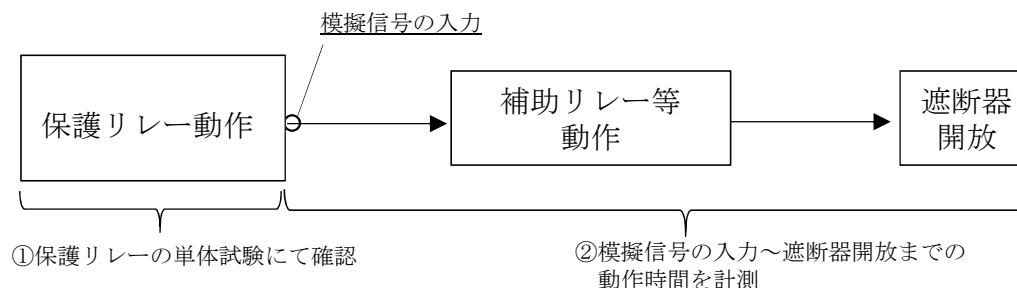 模擬信号の入力
保護リレー動作
補助リレー等
動作
遮断器
開放
①保護リレーの単体試験にて確認
②模擬信号の入力～遮断器開放までの
動作時間を計測